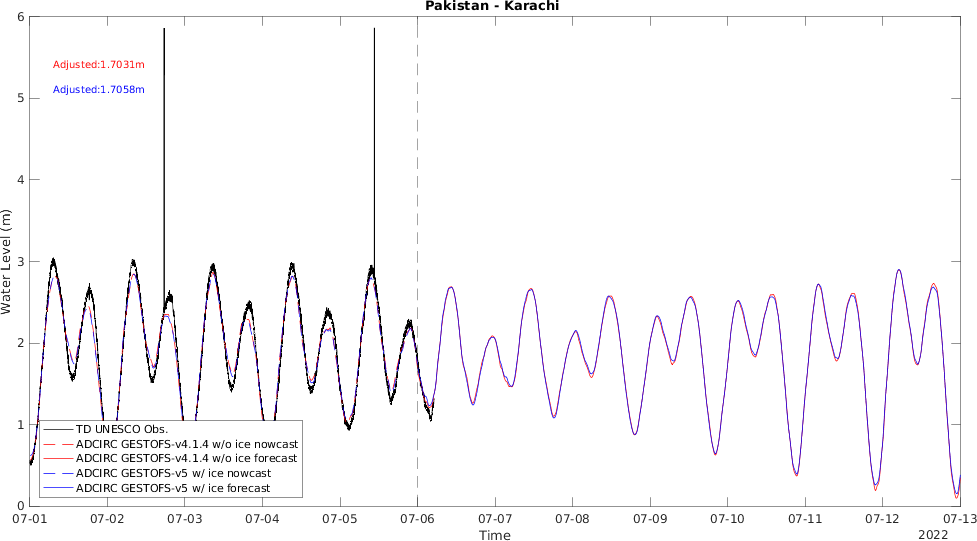 Pakistan - Karachi
6
Adjusted:1.7031m
Adjusted:1.7058m
5
4
3
2
1
0
Water Level (m)
TD UNESCO Obs.
ADCIRC GESTOFS-v4.1.4 w/o ice nowcast
ADCIRC GESTOFS-v4.1.4 w/o ice forecast
ADCIRC GESTOFS-v5 w/ ice nowcast
ADCIRC GESTOFS-v5 w/ ice forecast
07-01 07-02 07-03 07-04 07-05 07-06 07-07 07-08 07-09 07-10 07-11 07-12 07-13
Time
2022